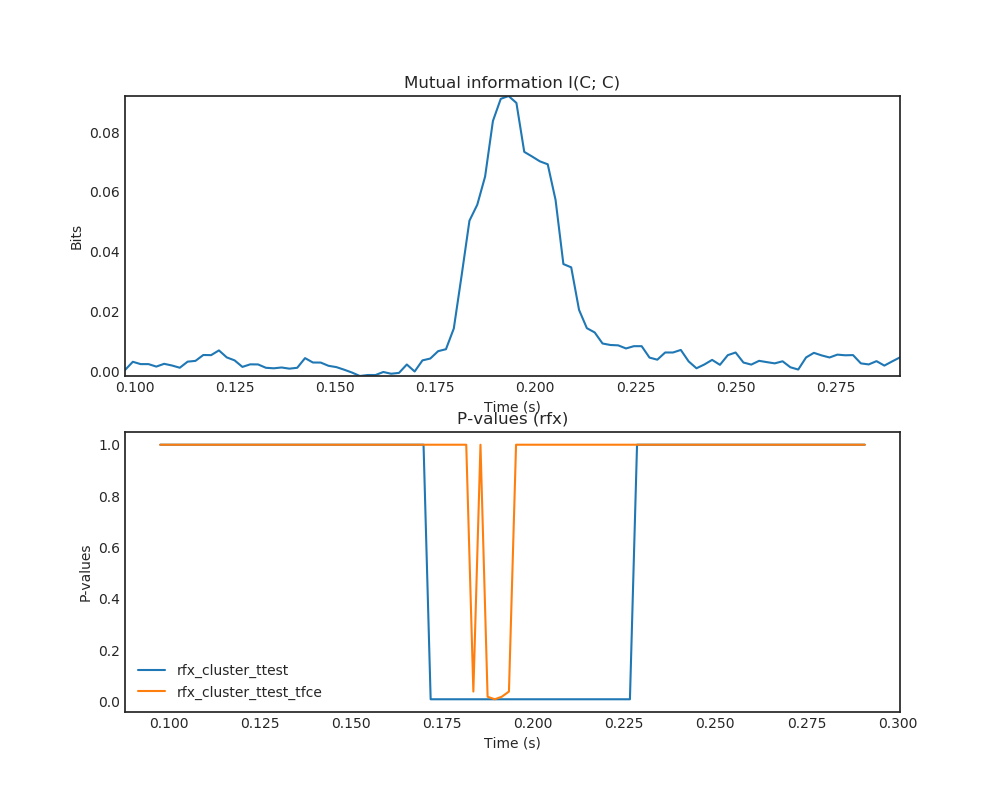 Mutual information I(C; C)
0.08
0.06
0.04
0.02
0.00
Bits
0.100 0.125 0.150 0.175 0.200 0.225 0.250 0.275
Time (s)
P-values (rfx)
1.0
0.8
0.6
0.4
0.2
0.0
P-values
rfx_cluster_ttest
rfx_cluster_ttest_tfce
0.100 0.125 0.150 0.175 0.200 0.225 0.250 0.275 0.300
Time (s)